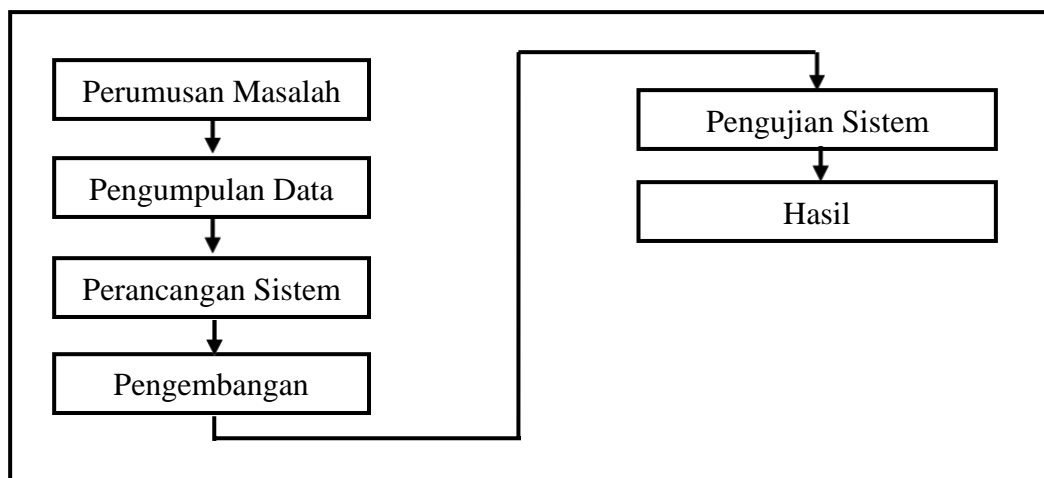 Perumusan Masalah
Pengumpulan Data
Perancangan Sistem
Pengembangan
Pengujian Sistem
Hasil